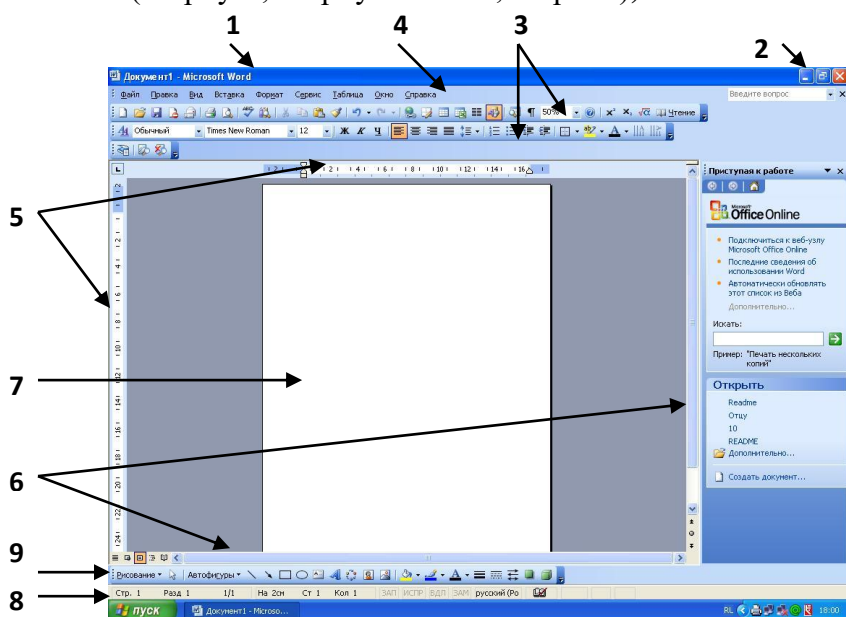 1 4 3 2
Документ1 - Microsoft Word
Файл Правка Вид Вставка Формат Сервис Таблица Окно Справка Введите вопрос
50% Чтение
Обычный Times New Roman 12 Ж К Ч
Приступая к работе
Microsoft
Office Online
Подключиться к веб-узлу
Microsoft Office Online
Последние сведения об
использовании Word
Автоматически обновлять
этот список из Веба
Дополнительно...
Искать:
Пример: "Печать нескольких
копий"
Открыть
Readme
Отцу
10
README
Дополнительно...
Создать документ...
5
7
6
9
8
Рисование Автофигуры
Стр. 1 Разд 1 1/1 На 2см Ст 1 Кол 1 ЗАП ИСПР ВДЛ ЗАМ русский (Ро
пуск Документ1 - Microso... RL 18:00